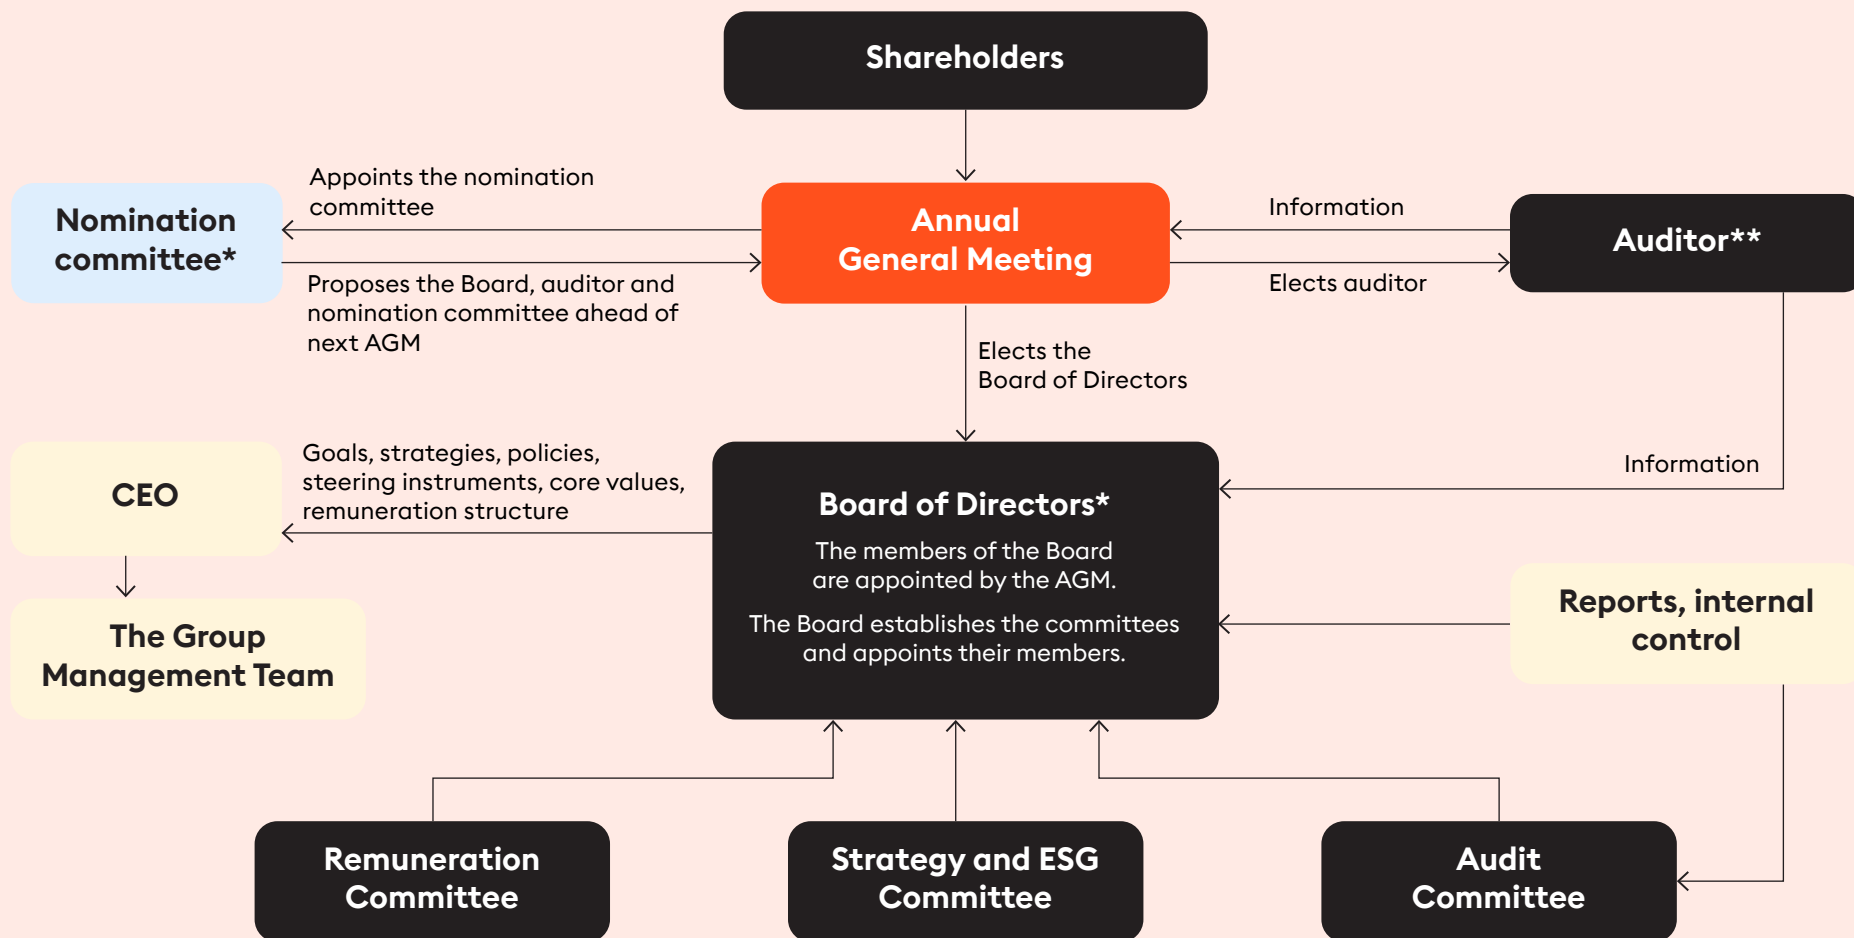 Shareholders
Appoints the nomination
committee
Nomination
committee*
Annual
General Meeting
Information
Auditor**
Proposes the Board, auditor and
nomination committee ahead of
next AGM
Elects auditor
Elects the
Board of Directors
CEO
Goals, strategies, policies,
steering instruments, core values,
remuneration structure
Information
Board of Directors*
The members of the Board
are appointed by the AGM.
The Board establishes the committees
and appoints their members.
The Group
Management Team
Reports, internal
control
Remuneration
Committee
Strategy and ESG
Committee
Audit
Committee